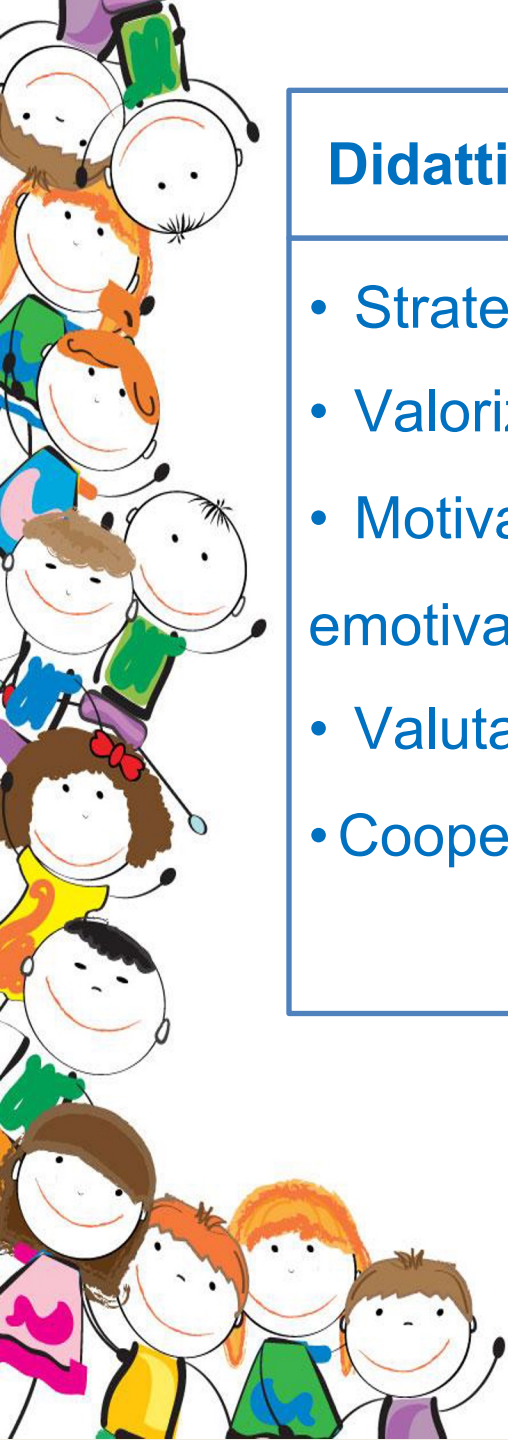 Didatti
• Strate
• Valoriz
• Motiva
emotiva
• Valuta
• Coope